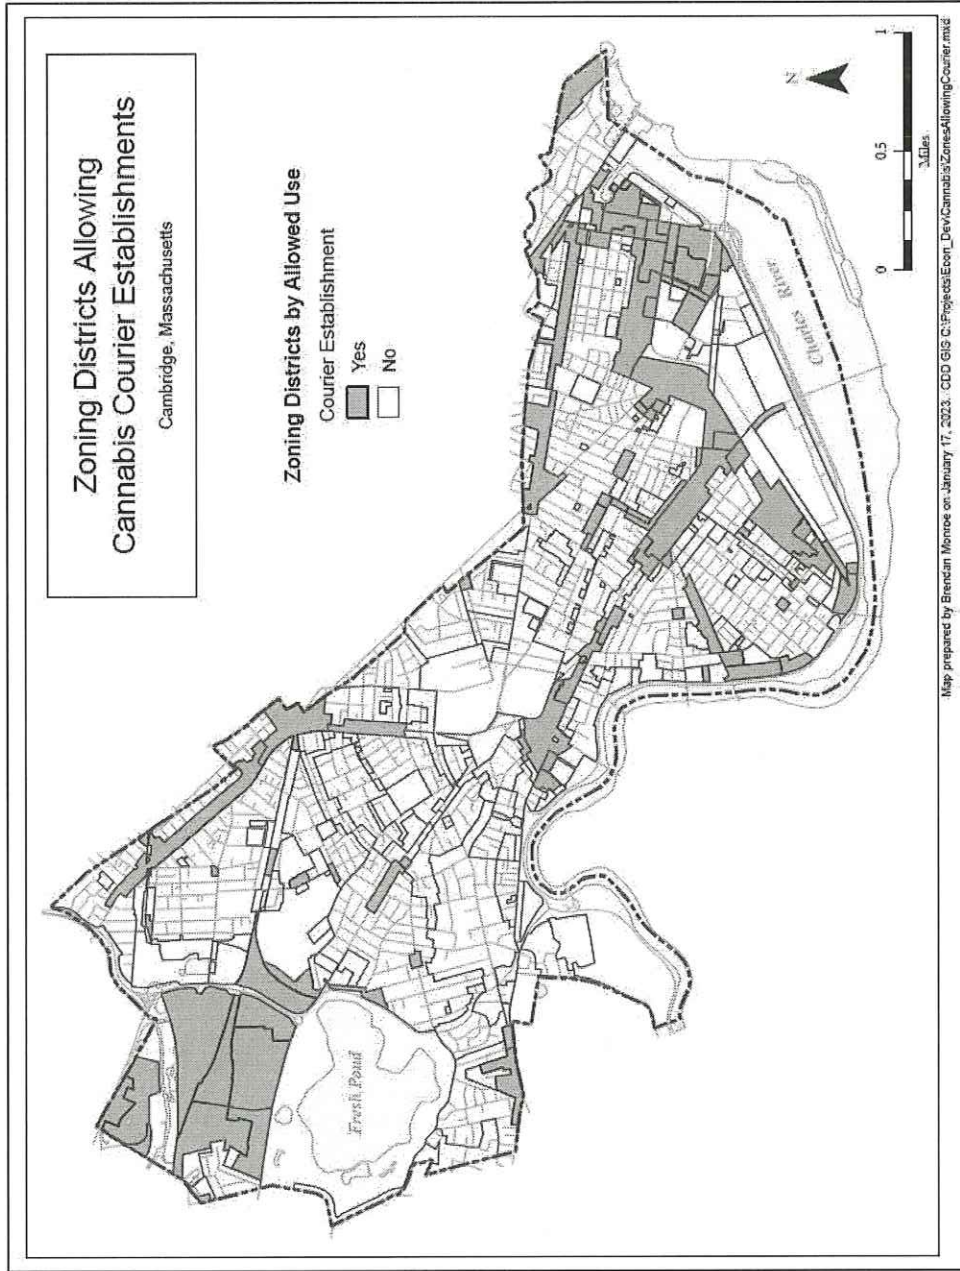 Zoning Districts Allowing
Cannabis Courier Establishments
Cambridge, Massachusetts
Zoning Districts by Allowed Use
Courier Establishment
Yes
No
N
0 0.5 1
Miles
Charles River
Fresh Pond
Map prepared by Brendan Monroe on January 17, 2023. CDD GIS C:\Projects\Econ_Dev\Cannabis\ZonesAllowingCourier.mxd